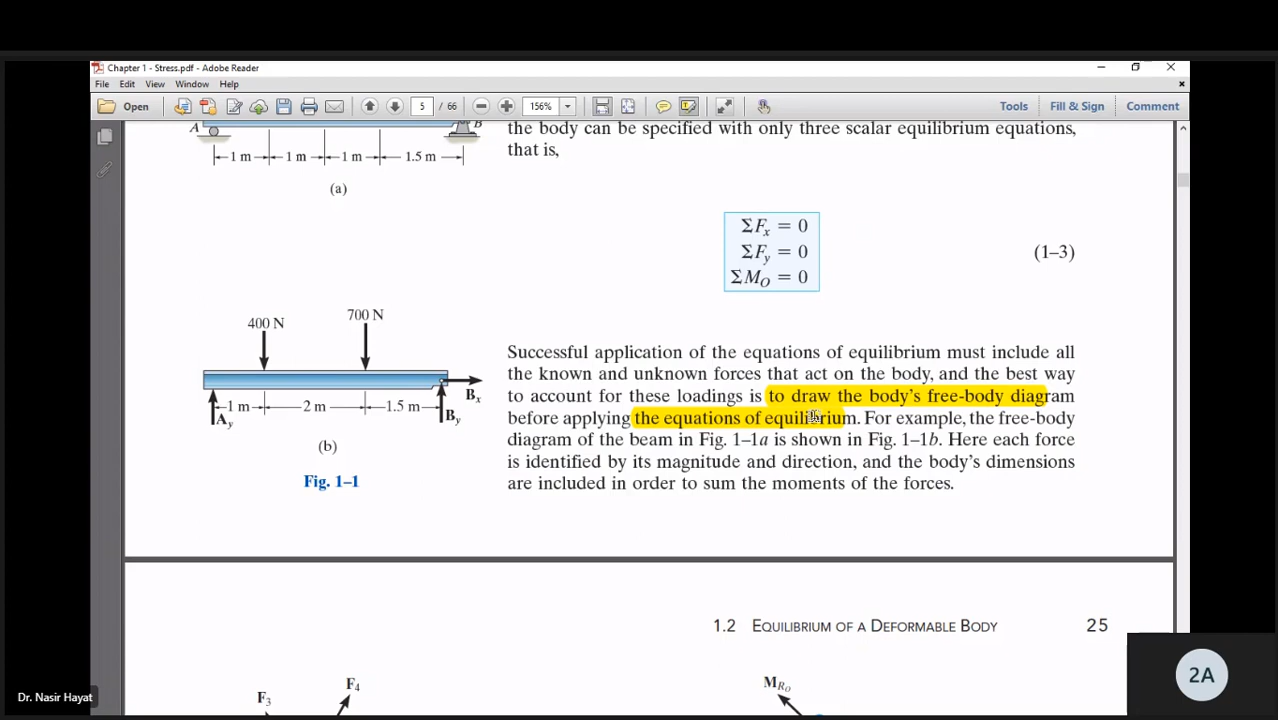 Chapter 1 - Stress.pdf - Adobe Reader
File Edit View Window Help
Open 5 / 66 156% Tools Fill & Sign Comment
A B
1 m 1 m 1 m 1.5 m
(a)
the body can be specified with only three scalar equilibrium equations,
that is,
ΣFx = 0
ΣFy = 0
ΣMO = 0
(1–3)
400 N 700 N
Bx
1 m 2 m 1.5 m
Ay By
(b)
Fig. 1–1
Successful application of the equations of equilibrium must include all
the known and unknown forces that act on the body, and the best way
to account for these loadings is to draw the body's free-body diagram
before applying the equations of equilibrium. For example, the free-body
diagram of the beam in Fig. 1–1a is shown in Fig. 1–1b. Here each force
is identified by its magnitude and direction, and the body's dimensions
are included in order to sum the moments of the forces.
1.2 EQUILIBRIUM OF A DEFORMABLE BODY 25
F3 F4 MRO
Dr. Nasir Hayat
2A